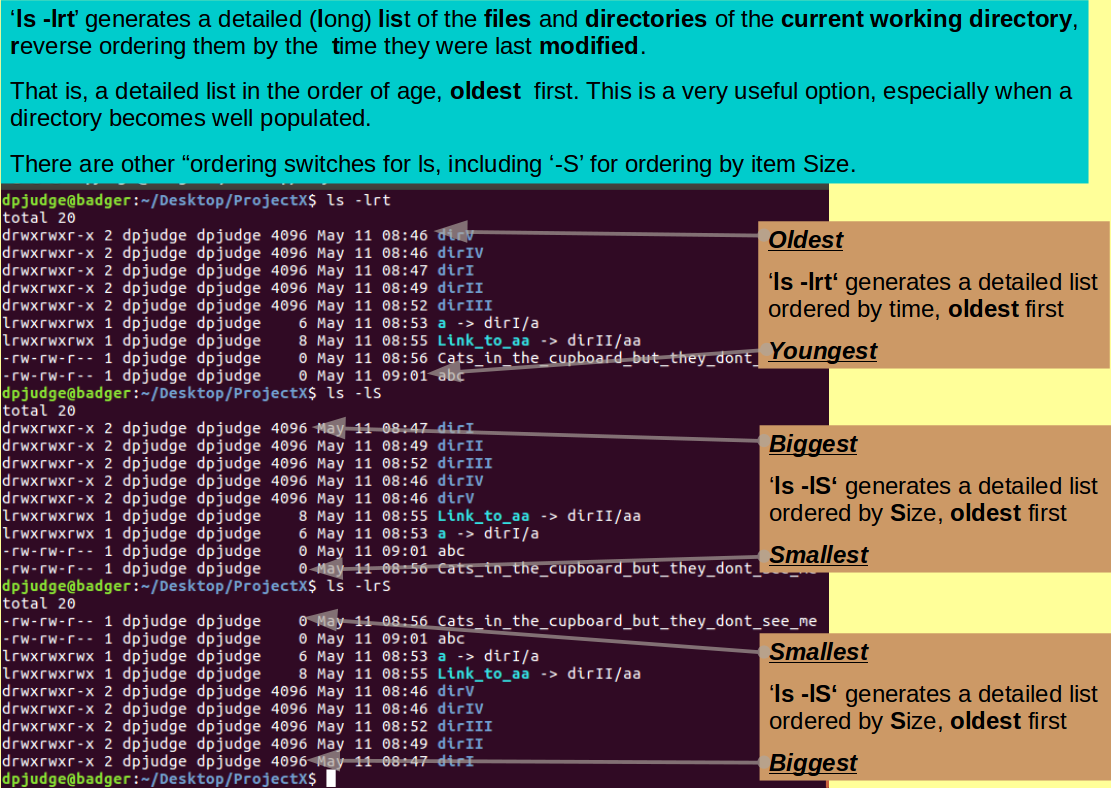 ‘ls -lrt’ generates a detailed (long) list of the files and directories of the current working directory,
reverse ordering them by the time they were last modified.
That is, a detailed list in the order of age, oldest first. This is a very useful option, especially when a
directory becomes well populated.
There are other “ordering switches for ls, including ‘-S’ for ordering by item Size.
dpjudge@badger:~/Desktop/ProjectX$ ls -lrt
total 20
drwxrwxr-x 2 dpjudge dpjudge 4096 May 11 08:46 dirV
drwxrwxr-x 2 dpjudge dpjudge 4096 May 11 08:46 dirIV
drwxrwxr-x 2 dpjudge dpjudge 4096 May 11 08:47 dirI
drwxrwxr-x 2 dpjudge dpjudge 4096 May 11 08:49 dirII
drwxrwxr-x 2 dpjudge dpjudge 4096 May 11 08:52 dirIII
lrwxrwxrwx 1 dpjudge dpjudge 6 May 11 08:53 a -> dirI/a
lrwxrwxrwx 1 dpjudge dpjudge 8 May 11 08:55 Link_to_aa -> dirII/aa
-rw-rw-r-- 1 dpjudge dpjudge 0 May 11 08:56 Cats_in_the_cupboard_but_they_dont_
-rw-rw-r-- 1 dpjudge dpjudge 0 May 11 09:01 abc
Oldest
‘ls -lrt‘ generates a detailed list
ordered by time, oldest first
Youngest
dpjudge@badger:~/Desktop/ProjectX$ ls -lS
total 20
drwxrwxr-x 2 dpjudge dpjudge 4096 May 11 08:47 dirI
drwxrwxr-x 2 dpjudge dpjudge 4096 May 11 08:49 dirII
drwxrwxr-x 2 dpjudge dpjudge 4096 May 11 08:52 dirIII
drwxrwxr-x 2 dpjudge dpjudge 4096 May 11 08:46 dirIV
drwxrwxr-x 2 dpjudge dpjudge 4096 May 11 08:46 dirV
lrwxrwxrwx 1 dpjudge dpjudge 8 May 11 08:55 Link_to_aa -> dirII/aa
lrwxrwxrwx 1 dpjudge dpjudge 6 May 11 08:53 a -> dirI/a
-rw-rw-r-- 1 dpjudge dpjudge 0 May 11 09:01 abc
-rw-rw-r-- 1 dpjudge dpjudge 0 May 11 08:56 Cats_in_the_cupboard_but_they_dont_see_me
Biggest
‘ls -lS‘ generates a detailed list
ordered by Size, oldest first
Smallest
dpjudge@badger:~/Desktop/ProjectX$ ls -lrS
total 20
-rw-rw-r-- 1 dpjudge dpjudge 0 May 11 08:56 Cats_in_the_cupboard_but_they_dont_see_me
-rw-rw-r-- 1 dpjudge dpjudge 0 May 11 09:01 abc
lrwxrwxrwx 1 dpjudge dpjudge 6 May 11 08:53 a -> dirI/a
lrwxrwxrwx 1 dpjudge dpjudge 8 May 11 08:55 Link_to_aa -> dirII/aa
drwxrwxr-x 2 dpjudge dpjudge 4096 May 11 08:46 dirV
drwxrwxr-x 2 dpjudge dpjudge 4096 May 11 08:46 dirIV
drwxrwxr-x 2 dpjudge dpjudge 4096 May 11 08:52 dirIII
drwxrwxr-x 2 dpjudge dpjudge 4096 May 11 08:49 dirII
drwxrwxr-x 2 dpjudge dpjudge 4096 May 11 08:47 dirI
dpjudge@badger:~/Desktop/ProjectX$
Smallest
‘ls -lS‘ generates a detailed list
ordered by Size, oldest first
Biggest